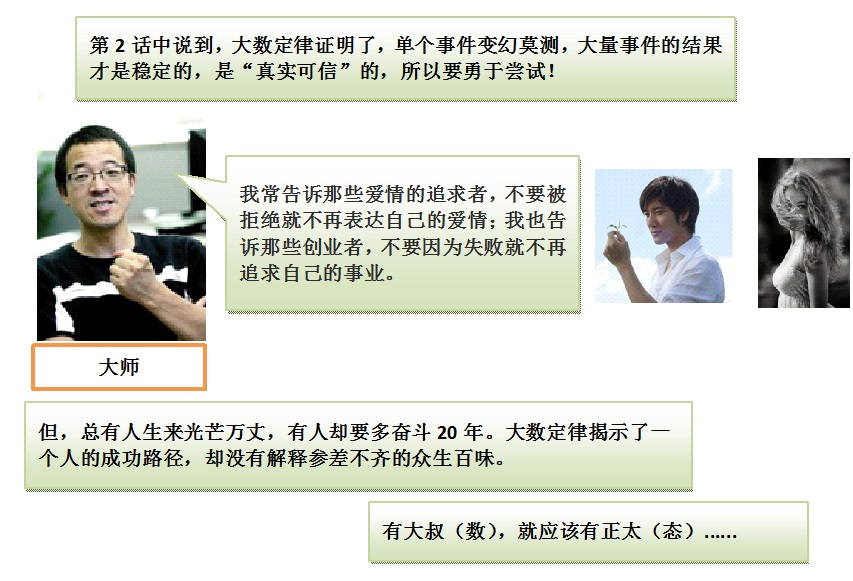 第 2 话中说到，大数定律证明了，单个事件变幻莫测，大量事件的结果
才是稳定的，是“真实可信”的，所以要勇于尝试！
我常告诉那些爱情的追求者，不要被
拒绝就不再表达自己的爱情；我也告
诉那些创业者，不要因为失败就不再
追求自己的事业。
大师
但，总有人生来光芒万丈，有人却要多奋斗 20 年。大数定律揭示了一
个人的成功路径，却没有解释参差不齐的众生百味。
有大叔（数），就应该有正太（态）……